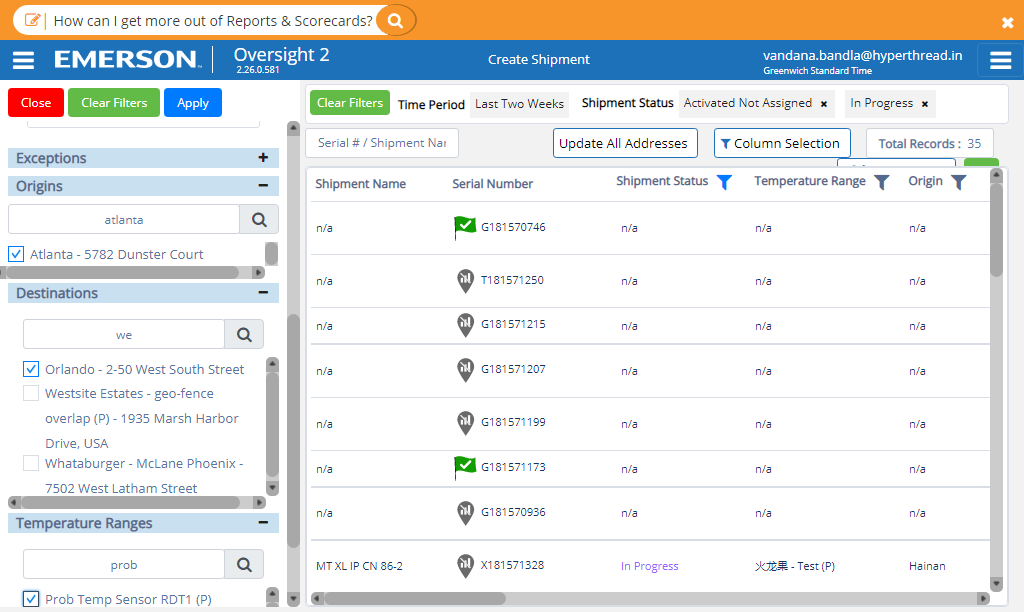 How can I get more out of Reports & Scorecards?
EMERSON
Oversight 2
2.26.0.581
Create Shipment
vandana.bandla@hyperthread.in
Greenwich Standard Time
Close
Clear Filters
Apply
Exceptions
Origins
atlanta
Atlanta - 5782 Dunster Court
Destinations
we
Orlando - 2-50 West South Street
Westsite Estates - geo-fence
overlap (P) - 1935 Marsh Harbor
Drive, USA
Whataburger - McLane Phoenix -
7502 West Latham Street
Temperature Ranges
prob
Prob Temp Sensor RDT1 (P)
Clear Filters
Time Period
Last Two Weeks
Shipment Status
Activated Not Assigned ×
In Progress ×
Serial # / Shipment Nar
Update All Addresses
Column Selection
Total Records : 35
Shipment Name Serial Number Shipment Status Temperature Range Origin
n/a G181570746 n/a n/a n/a
n/a T181571250 n/a n/a n/a
n/a G181571215 n/a n/a n/a
n/a G181571207 n/a n/a n/a
n/a G181571199 n/a n/a n/a
n/a G181571173 n/a n/a n/a
n/a G181570936 n/a n/a n/a
MT XL IP CN 86-2 X181571328 In Progress 火龙果 - Test (P) Hainan